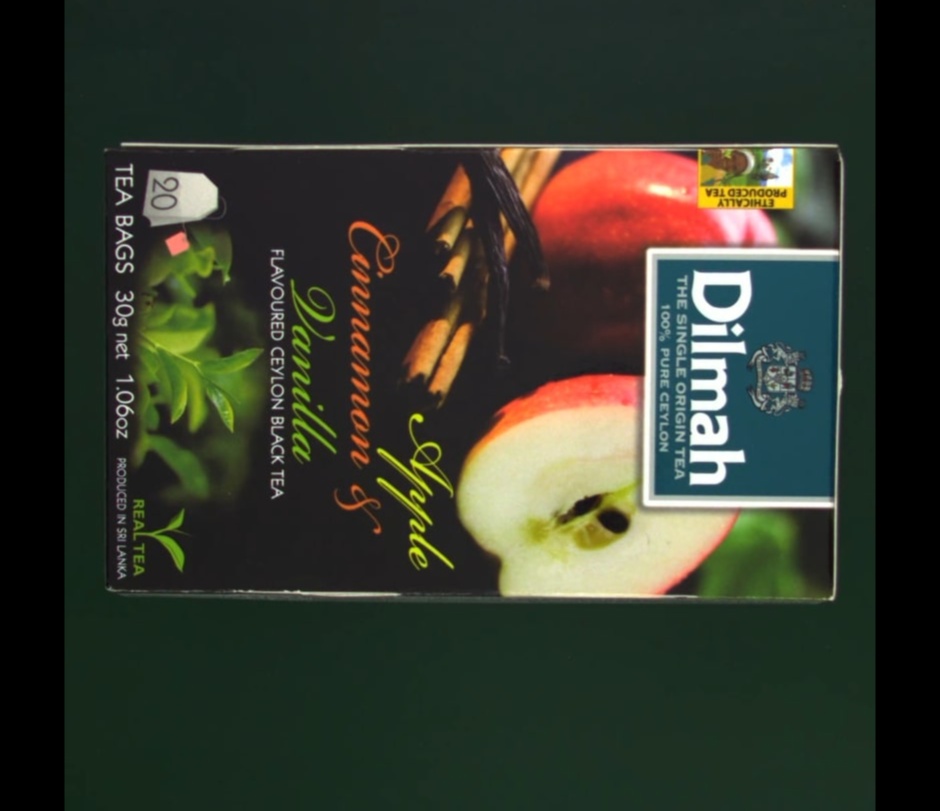 ETHICALLY
PRODUCED TEA
Dilmah
THE SINGLE ORIGIN TEA
100% PURE CEYLON
Apple
Cinnamon &
Vanilla
FLAVOURED CEYLON BLACK TEA
20
REAL TEA
TEA BAGS 30g net 1.06oz PRODUCED IN SRI LANKA